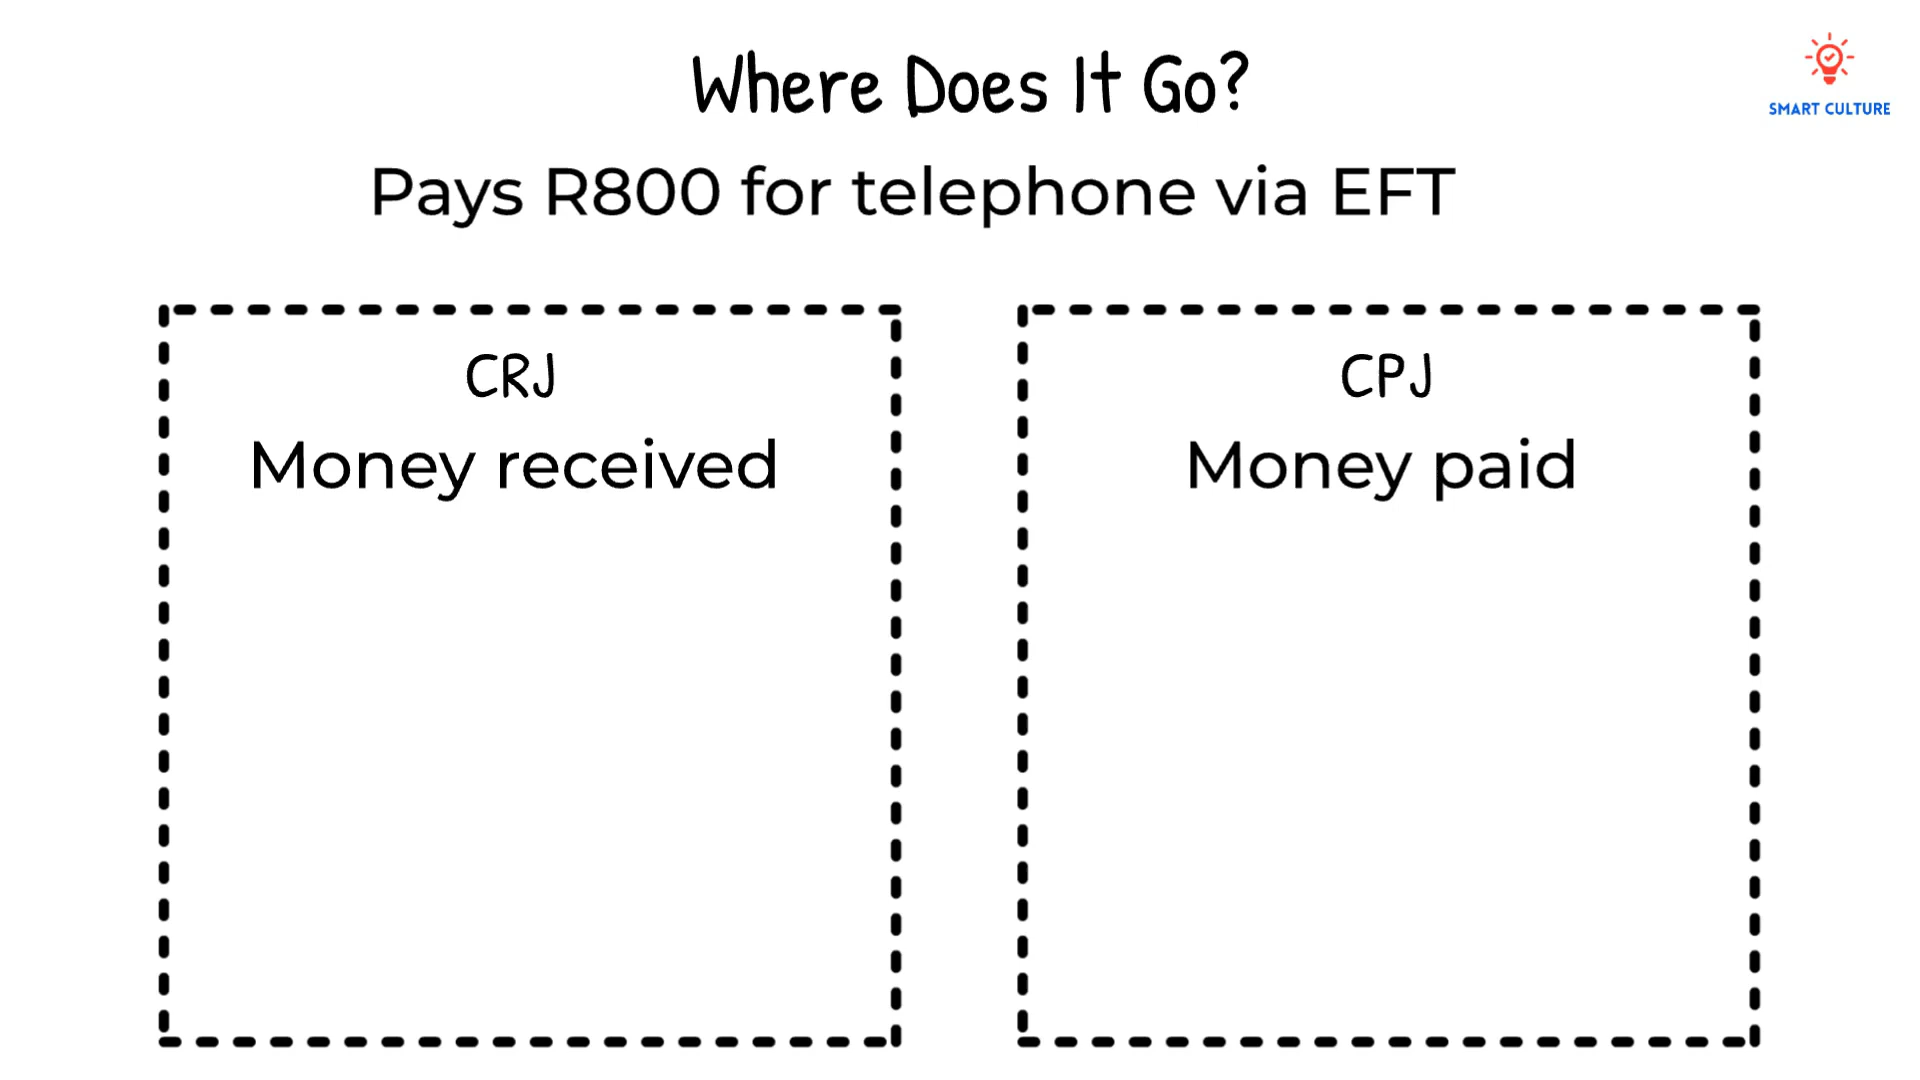 Where Does It Go?
SMART CULTURE
Pays R800 for telephone via EFT
CRJ
Money received
CPJ
Money paid